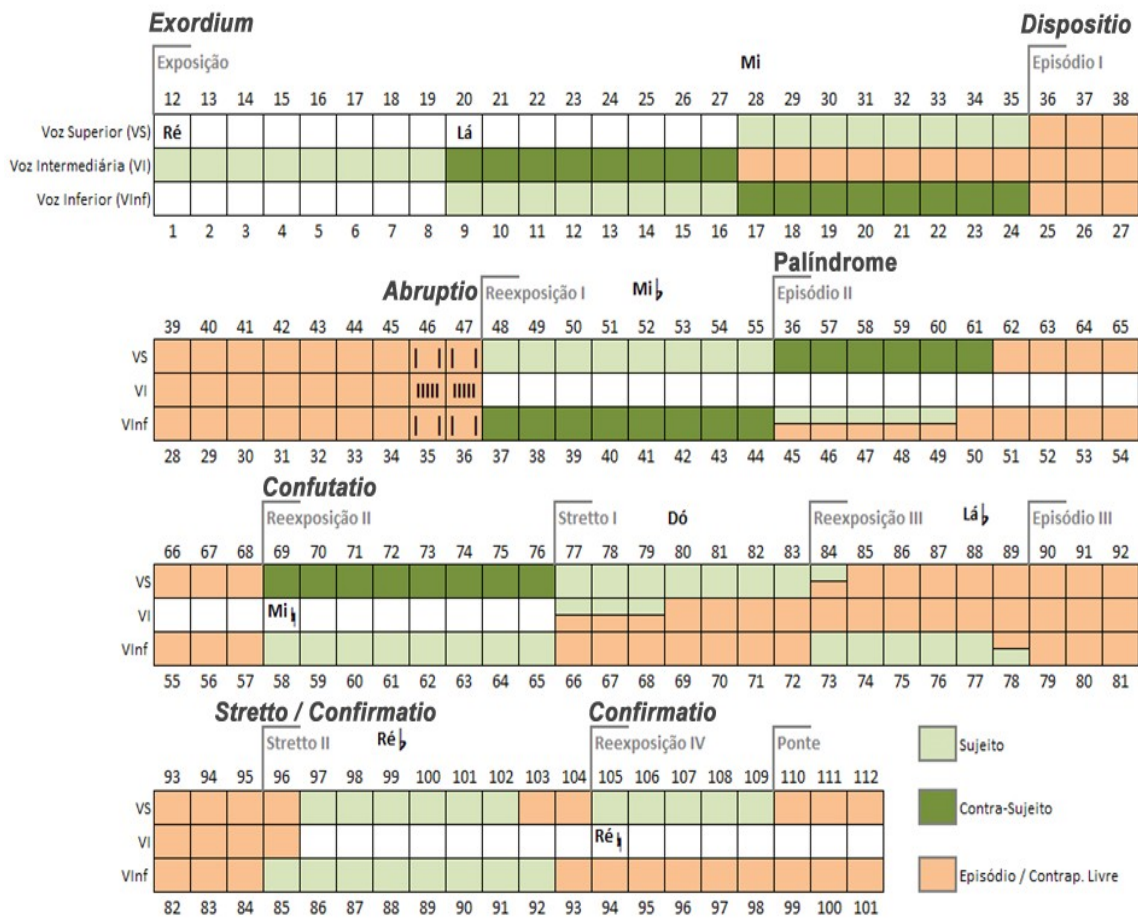 Exordium Dispositio
Exposição Mi Episódio I
12 13 14 15 16 17 18 19 20 21 22 23 24 25 26 27 28 29 30 31 32 33 34 35 36 37 38
Voz Superior (VS) Ré Lá
Voz Intermediária (VI)
Voz Inferior (VInf)
1 2 3 4 5 6 7 8 9 10 11 12 13 14 15 16 17 18 19 20 21 22 23 24 25 26 27
Abruptio Palíndrome
Reexposição I Mi♭ Episódio II
39 40 41 42 43 44 45 46 47 48 49 50 51 52 53 54 55 36 57 58 59 60 61 62 63 64 65
VS
VI
VInf
28 29 30 31 32 33 34 35 36 37 38 39 40 41 42 43 44 45 46 47 48 49 50 51 52 53 54
Confutatio
Reexposição II Stretto I Dó Reexposição III Lá♭ Episódio III
66 67 68 69 70 71 72 73 74 75 76 77 78 79 80 81 82 83 84 85 86 87 88 89 90 91 92
VS
VI Mi♮
VInf
55 56 57 58 59 60 61 62 63 64 65 66 67 68 69 70 71 72 73 74 75 76 77 78 79 80 81
Stretto / Confirmatio Confirmatio
Stretto II Ré♭ Reexposição IV Ponte
93 94 95 96 97 98 99 100 101 102 103 104 105 106 107 108 109 110 111 112
VS
VI Ré♮
VInf
82 83 84 85 86 87 88 89 90 91 92 93 94 95 96 97 98 99 100 101
Sujeito
Contra-Sujeito
Episódio / Contrap. Livre